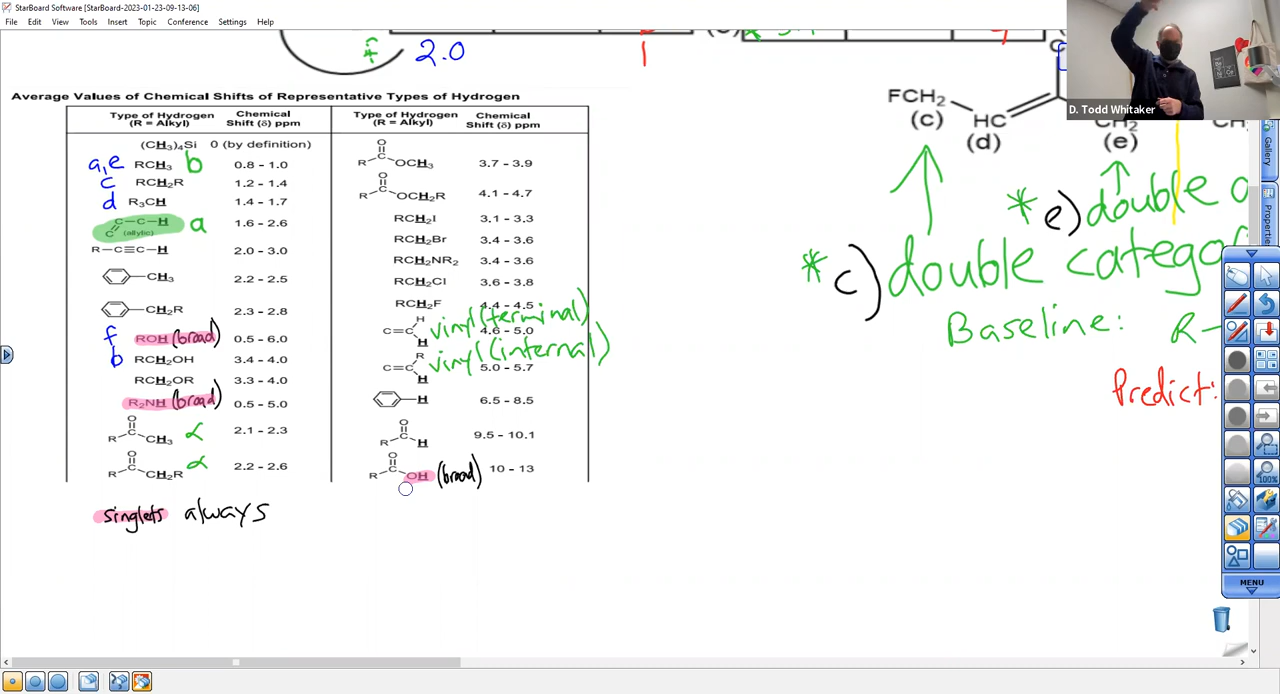 StarBoard Software [StarBoard-2023-01-23-09-13-06]
File Edit View Tools Insert Topic Conference Settings Help
f 2.0
1
Average Values of Chemical Shifts of Representative Types of Hydrogen
Type of Hydrogen (R = Alkyl) Chemical Shift (δ) ppm
(CH3)4Si 0 (by definition)
a,e RCH3 b 0.8 - 1.0
c RCH2R 1.2 - 1.4
d R3CH 1.4 - 1.7
C=C-C-H (allylic) a 1.6 - 2.6
R-C≡C-H 2.0 - 3.0
CH3 2.2 - 2.5
CH2R 2.3 - 2.8
f ROH (broad) 0.5 - 6.0
b RCH2OH 3.4 - 4.0
RCH2OR 3.3 - 4.0
R2NH (broad) 0.5 - 5.0
R C O CH3 α 2.1 - 2.3
R C O CH2R α 2.2 - 2.6
Type of Hydrogen (R = Alkyl) Chemical Shift (δ) ppm
R C O OCH3 3.7 - 3.9
R C O OCH2R 4.1 - 4.7
RCH2I 3.1 - 3.3
RCH2Br 3.4 - 3.6
RCH2NR2 3.4 - 3.6
RCH2Cl 3.6 - 3.8
RCH2F 4.4 - 4.5
C=C H H vinyl (terminal) 4.6 - 5.0
C=C R H vinyl (internal) 5.0 - 5.7
H 6.5 - 8.5
R C O H 9.5 - 10.1
R C O OH (broad) 10 - 13
singlets always
FCH2
(c)
HC
(d)
CH2
(e)
* e) double
* c) double
Baseline: R-
Predict:
D. Todd Whitaker
Gallery
Properties
100%
MENU